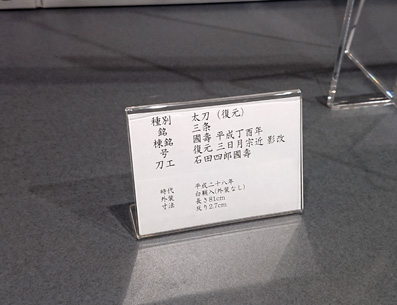 種別 太刀（復元）
銘 三条
棟銘 國壽 平成丁酉年
号 復元 三日月宗近 影改
刀工 石田四郎國壽
時代 平成二十八年
外装 白鞘入(外装なし)
寸法 長さ81cm
反り2.7cm